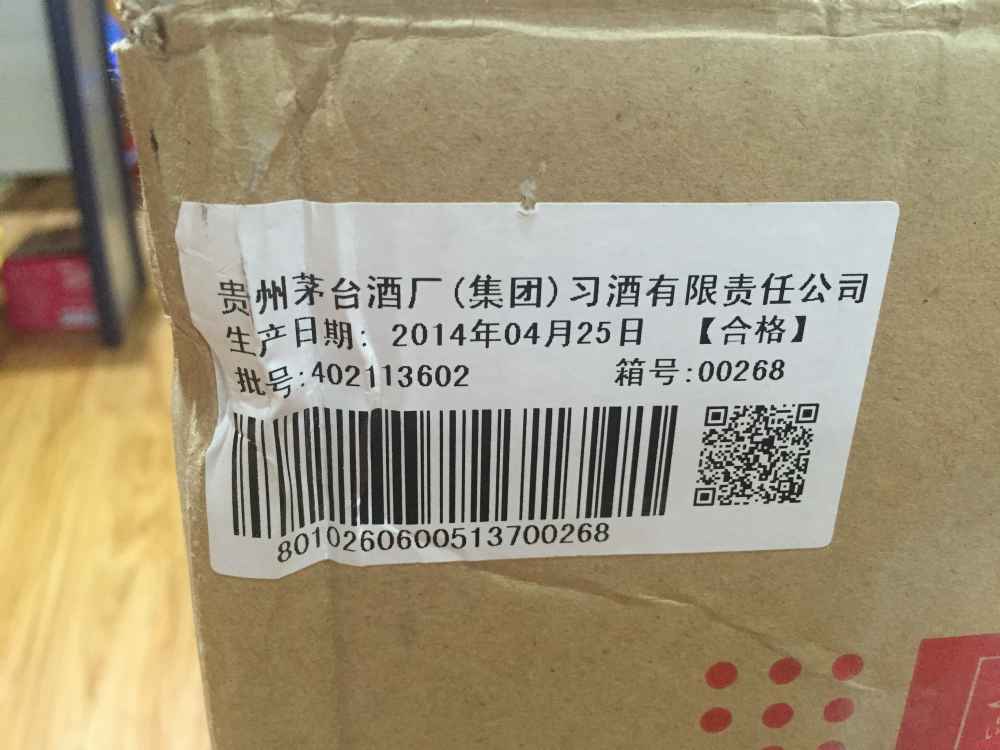 贵州茅台酒厂(集团)习酒有限责任公司
生产日期: 2014年04月25日 【合格】
批号:402113602 箱号:00268
8010260600513700268